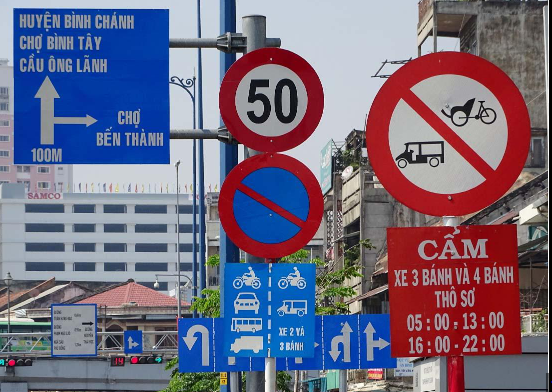 HUYỆN BÌNH CHÁNH
CHỢ BÌNH TÂY
CẦU ÔNG LÃNH
CHỢ
BẾN THÀNH
100M
50
SAMCO
XE 2 VÀ
3 BÁNH
CẤM
XE 3 BÁNH VÀ 4 BÁNH
THÔ SƠ
05 : 00 - 13 : 00
16 : 00 - 22 : 00
14